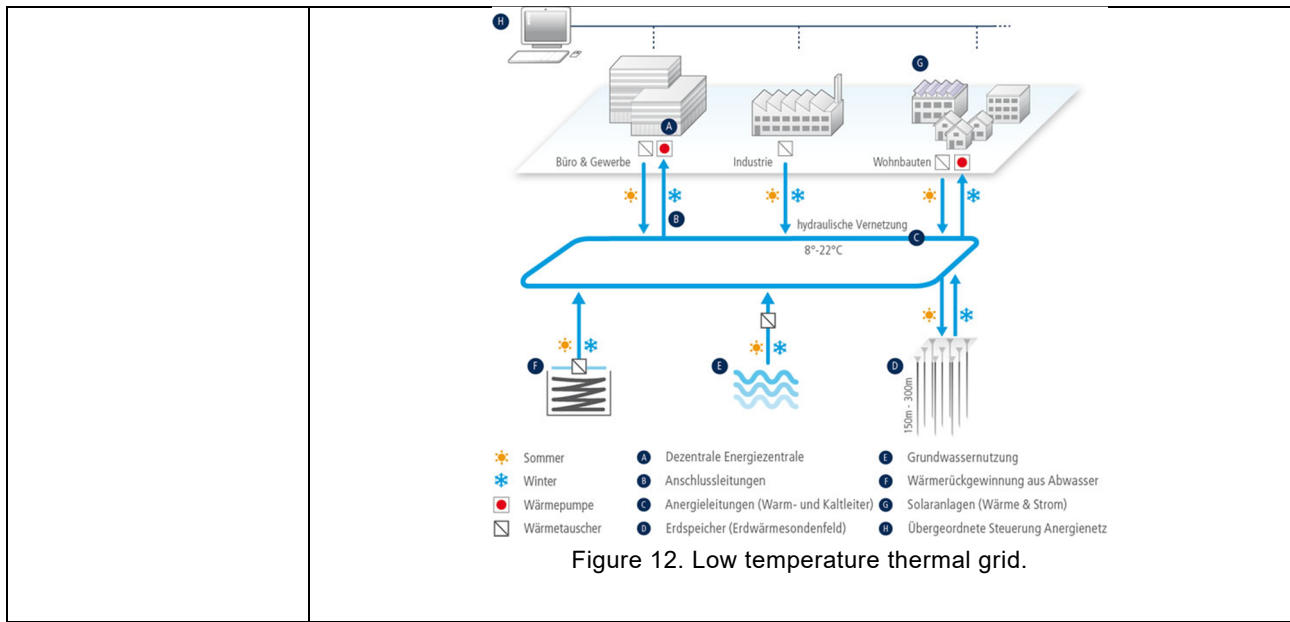 H
G
A
Büro & Gewerbe
Industrie
Wohnbauten
B
hydraulische Vernetzung
C
8°-22°C
F
E
D
150m - 300m
Sommer
A Dezentrale Energiezentrale
E Grundwassernutzung
Winter
B Anschlussleitungen
F Wärmerückgewinnung aus Abwasser
Wärmepumpe
C Anergieleitungen (Warm- und Kaltleiter)
G Solaranlagen (Wärme & Strom)
Wärmetauscher
D Erdspeicher (Erdwärmesondenfeld)
H Übergeordnete Steuerung Anergienetz
Figure 12. Low temperature thermal grid.